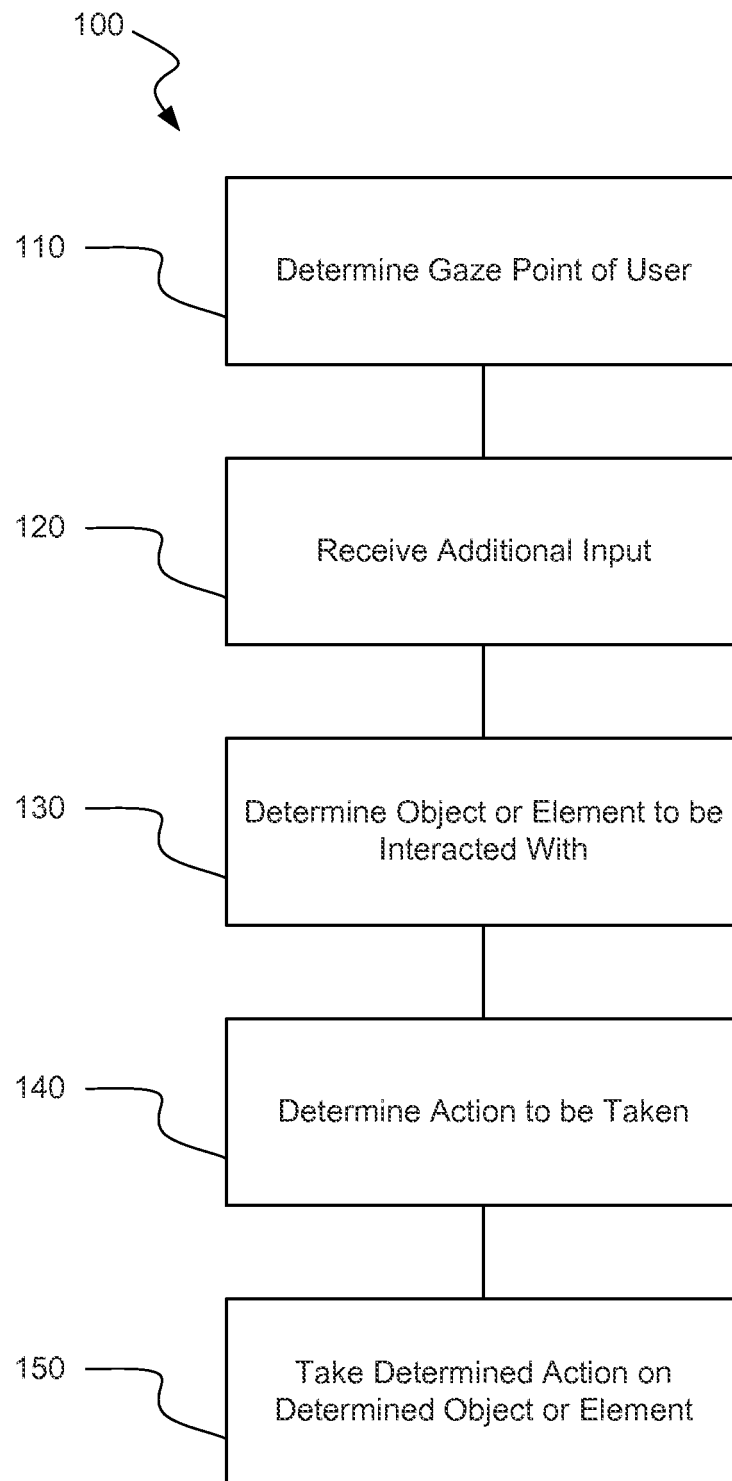 100
110
Determine Gaze Point of User
120
Receive Additional Input
130
Determine Object or Element to be
Interacted With
140
Determine Action to be Taken
150
Take Determined Action on
Determined Object or Element